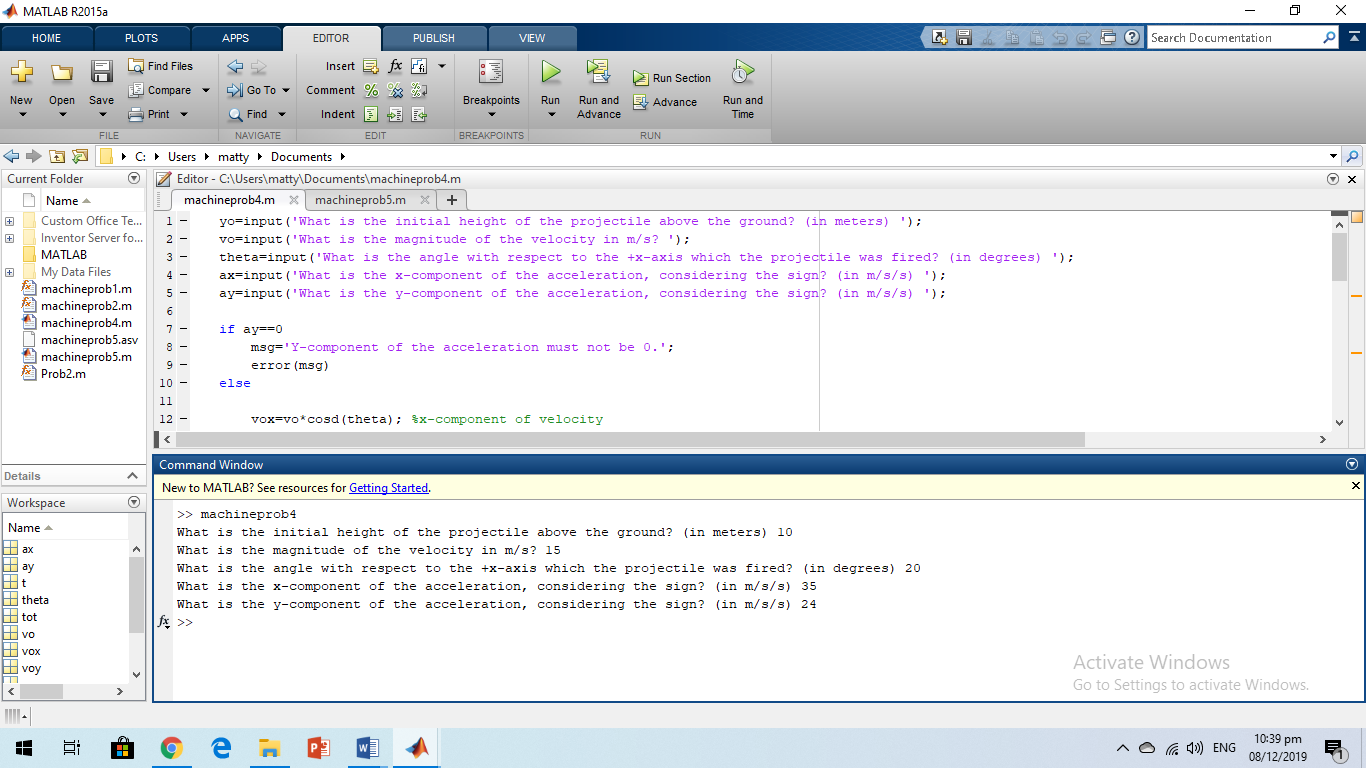 MATLAB R2015a
HOME PLOTS APPS EDITOR PUBLISH VIEW
Search Documentation
New Open Save Find Files Compare Print
Go To Find
Insert fx Comment Indent
Breakpoints
Run Run and Advance Run Section Advance Run and Time
FILE NAVIGATE EDIT BREAKPOINTS RUN
C: Users matty Documents
Current Folder
Name
Custom Office Te...
Inventor Server fo...
MATLAB
My Data Files
machineprob1.m
machineprob2.m
machineprob4.m
machineprob5.asv
machineprob5.m
Prob2.m
Details
Workspace
Name
ax
ay
t
theta
tot
vo
vox
voy
Editor - C:\Users\matty\Documents\machineprob4.m
machineprob4.m machineprob5.m
1 yo=input('What is the initial height of the projectile above the ground? (in meters) ');
2 vo=input('What is the magnitude of the velocity in m/s? ');
3 theta=input('What is the angle with respect to the +x-axis which the projectile was fired? (in degrees) ');
4 ax=input('What is the x-component of the acceleration, considering the sign? (in m/s/s) ');
5 ay=input('What is the y-component of the acceleration, considering the sign? (in m/s/s) ');
6
7 if ay==0
8 msg='Y-component of the acceleration must not be 0.';
9 error(msg)
10 else
11
12 vox=vo*cosd(theta); %x-component of velocity
Command Window
New to MATLAB? See resources for Getting Started.
>> machineprob4
What is the initial height of the projectile above the ground? (in meters) 10
What is the magnitude of the velocity in m/s? 15
What is the angle with respect to the +x-axis which the projectile was fired? (in degrees) 20
What is the x-component of the acceleration, considering the sign? (in m/s/s) 35
What is the y-component of the acceleration, considering the sign? (in m/s/s) 24
fx >>
Activate Windows
Go to Settings to activate Windows.
ENG
10:39 pm
08/12/2019
1